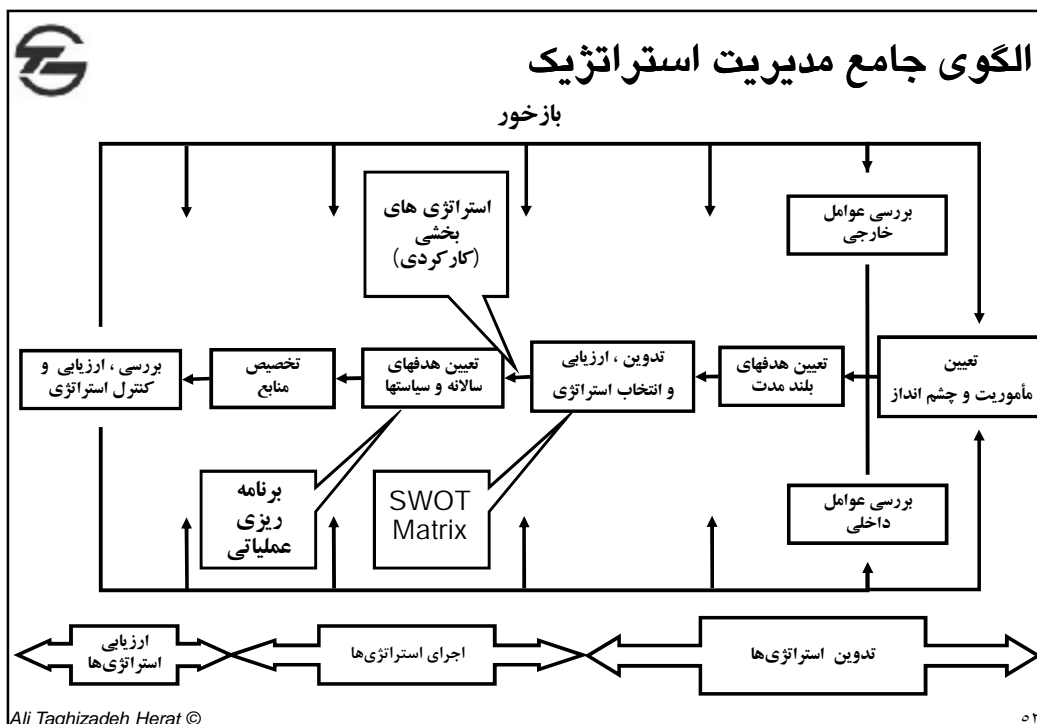 الگوی جامع مدیریت استراتژیک
بازخور
استراتژی های
بخشی
(کارکردی)
بررسی عوامل
خارجی
تعیین
مأموریت و چشم انداز
تعیین هدفهای
بلند مدت
تدوین ، ارزیابی
و انتخاب استراتژی
تعیین هدفهای
سالانه و سیاستها
تخصیص
منابع
بررسی ، ارزیابی و
کنترل استراتژی
بررسی عوامل
داخلی
SWOT
Matrix
برنامه
ریزی
عملیاتی
تدوین استراتژی‌ها
اجرای استراتژی‌ها
ارزیابی
استراتژی‌ها
Ali Taghizadeh Herat ©